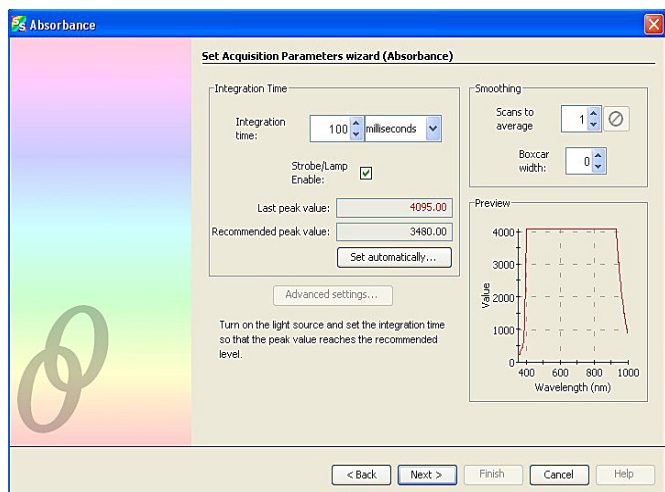 Absorbance
Set Acquisition Parameters wizard (Absorbance)
Integration Time
Integration
time:
100 milliseconds
Strobe/Lamp
Enable:
Last peak value: 4095.00
Recommended peak value: 3480.00
Set automatically...
Advanced settings...
Turn on the light source and set the integration time
so that the peak value reaches the recommended
level.
Smoothing
Scans to
average
1
Boxcar
width:
0
Preview
4000
3000
2000
1000
0
Value
400 600 800 1000
Wavelength (nm)
< Back Next > Finish Cancel Help